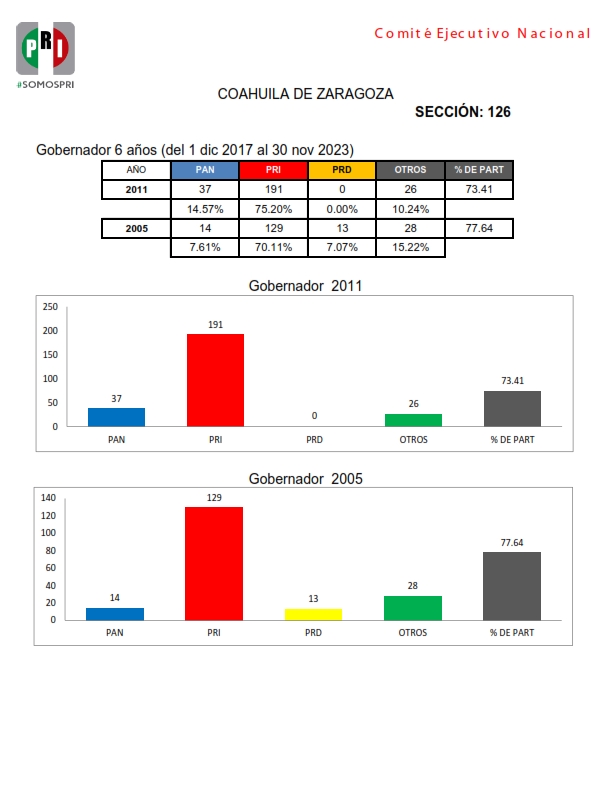 PRI
#SOMOSPRI
Comité Ejecutivo Nacional
COAHUILA DE ZARAGOZA
SECCIÓN: 126
Gobernador 6 años (del 1 dic 2017 al 30 nov 2023)
AÑO PAN PRI PRD OTROS % DE PART
2011 37 191 0 26 73.41
14.57% 75.20% 0.00% 10.24%
2005 14 129 13 28 77.64
7.61% 70.11% 7.07% 15.22%
Gobernador 2011
250
200
150
100
50
0
37 191 0 26 73.41
PAN PRI PRD OTROS % DE PART
Gobernador 2005
140
120
100
80
60
40
20
0
14 129 13 28 77.64
PAN PRI PRD OTROS % DE PART